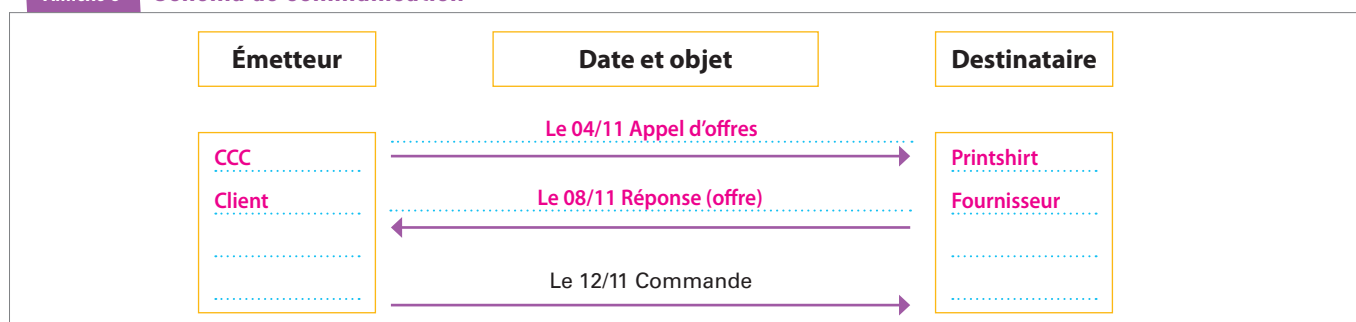 Émetteur
Date et objet
Destinataire
Le 04/11 Appel d'offres
CCC
Printshirt
Client
Le 08/11 Réponse (offre)
Fournisseur
Le 12/11 Commande